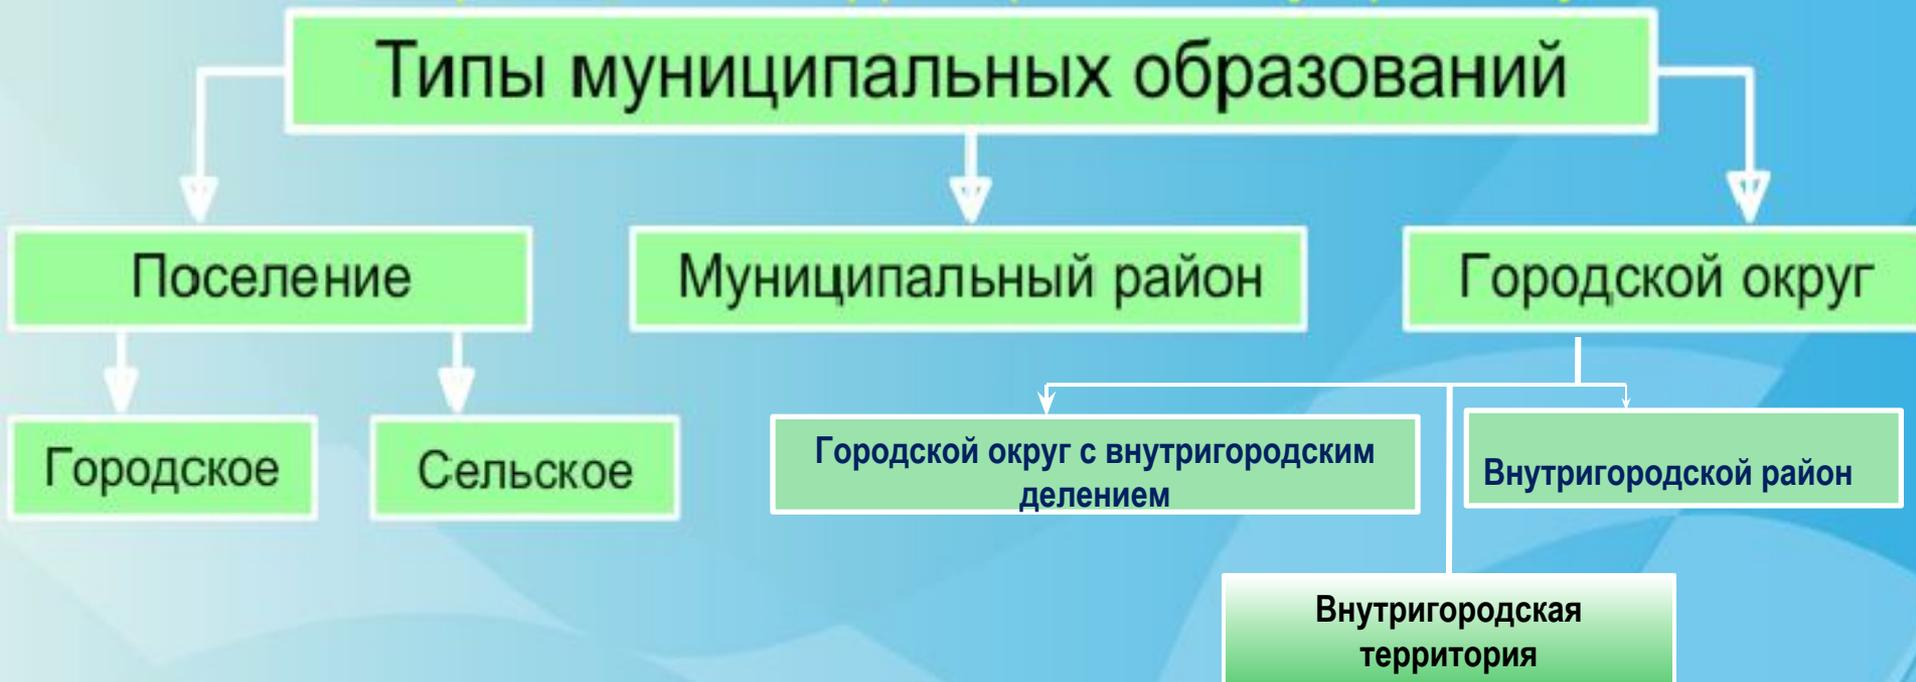 Типы муниципальных образований
Поселение
Муниципальный район
Городской округ
Городское
Сельское
Городской округ с внутригородским
делением
Внутригородской район
Внутригородская
территория